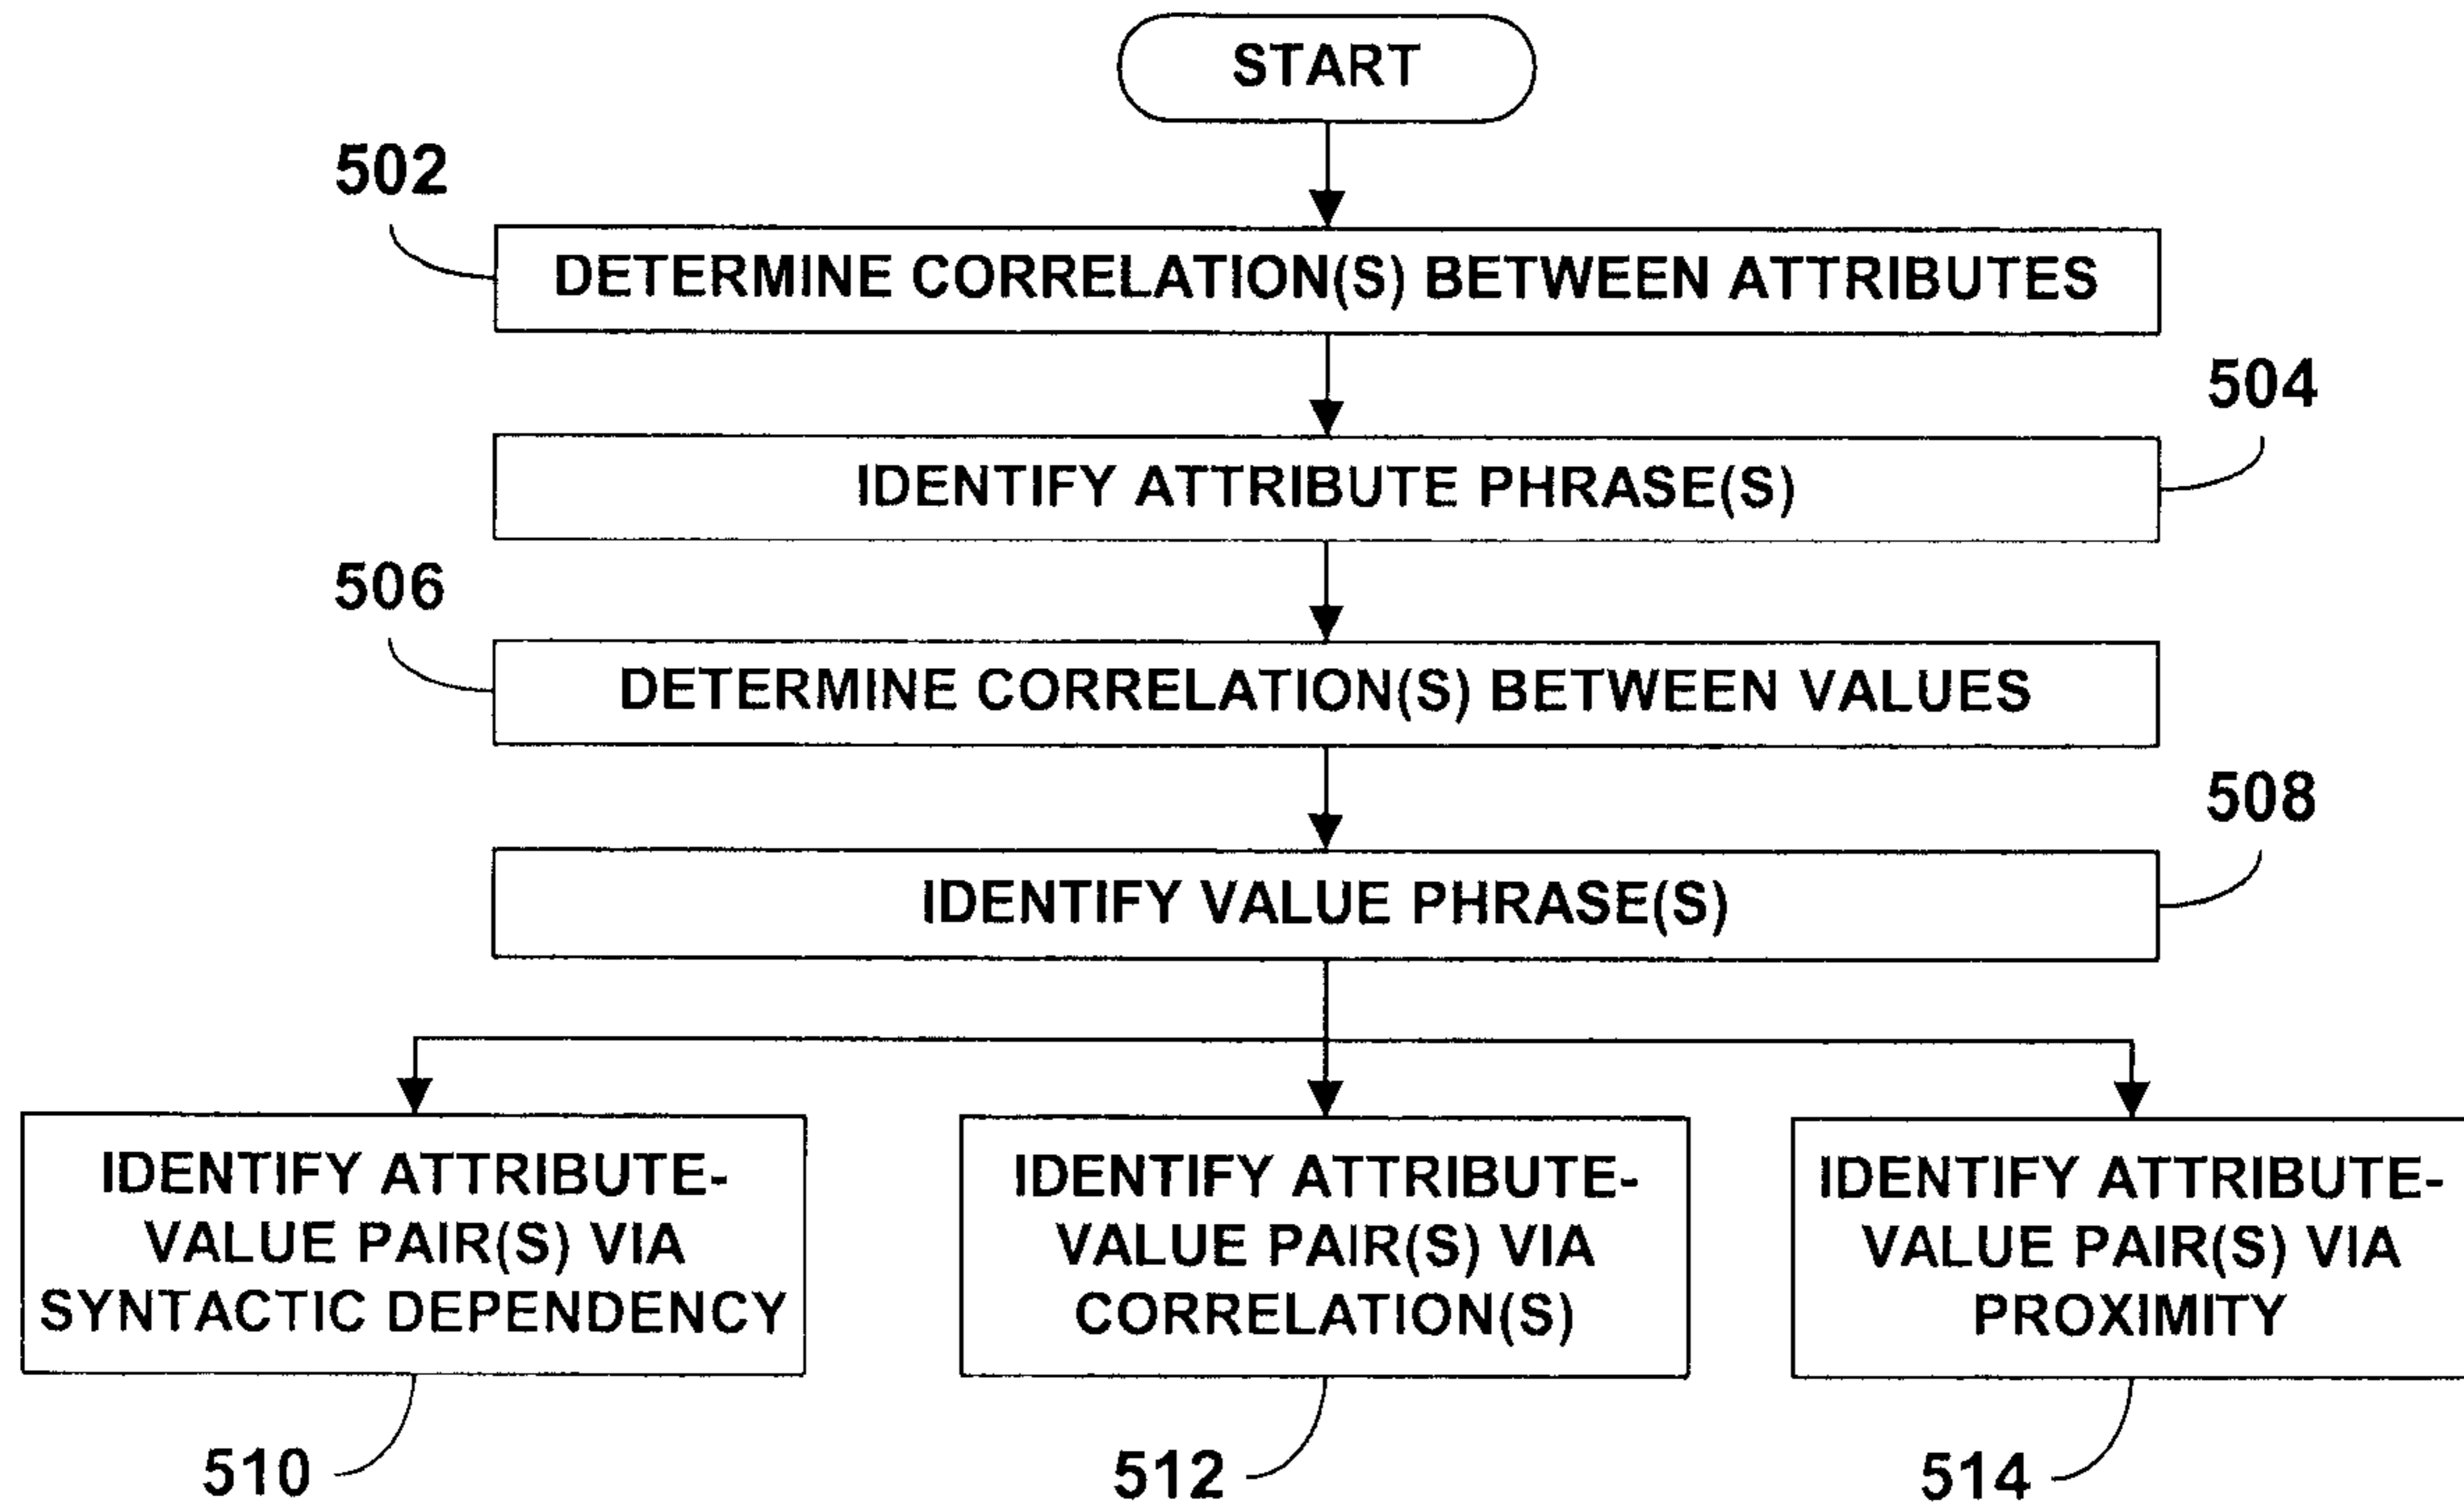 START
502
DETERMINE CORRELATION(S) BETWEEN ATTRIBUTES
504
IDENTIFY ATTRIBUTE PHRASE(S)
506
DETERMINE CORRELATION(S) BETWEEN VALUES
508
IDENTIFY VALUE PHRASE(S)
IDENTIFY ATTRIBUTE-
VALUE PAIR(S) VIA
SYNTACTIC DEPENDENCY
510
IDENTIFY ATTRIBUTE-
VALUE PAIR(S) VIA
CORRELATION(S)
512
IDENTIFY ATTRIBUTE-
VALUE PAIR(S) VIA
PROXIMITY
514